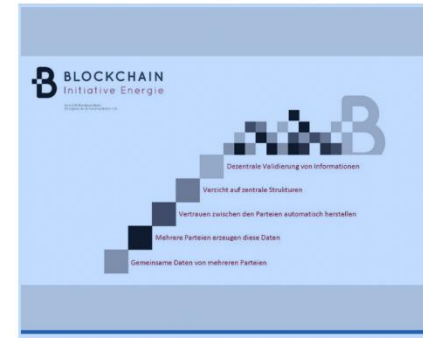 BLOCKCHAIN
Initiative Energie
Dezentrale Validierung von Informationen
Verzicht auf zentrale Strukturen
Vertrauen zwischen den Parteien automatisch herstellen
Mehrere Parteien erzeugen diese Daten
Gemeinsame Daten von mehreren Parteien